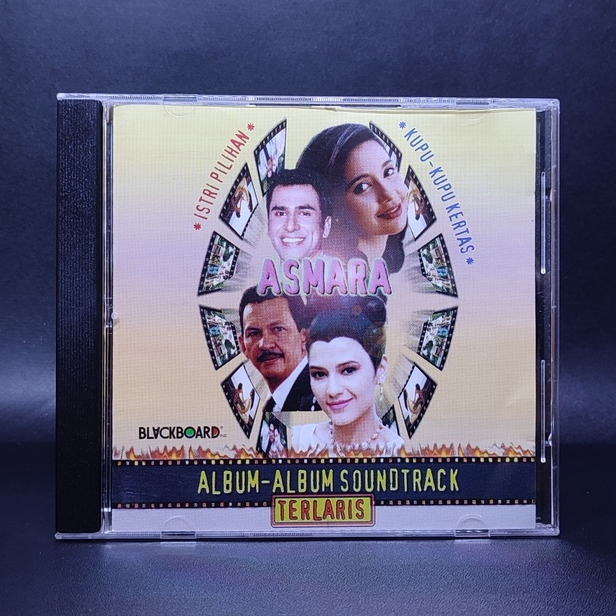 * ISTRI PILIHAN *
* KUPU-KUPU KERTAS *
ASMARA
BLACKBOARD
ALBUM-ALBUM SOUNDTRACK
TERLARIS